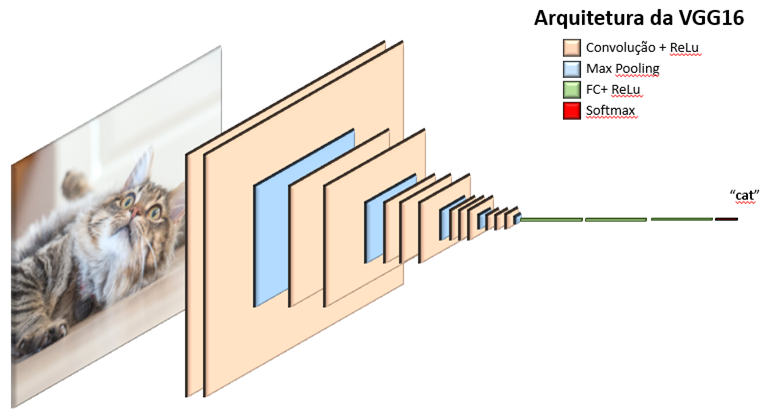 Arquitetura da VGG16
Convolução + ReLu
Max Pooling
FC+ ReLu
Softmax
“cat”